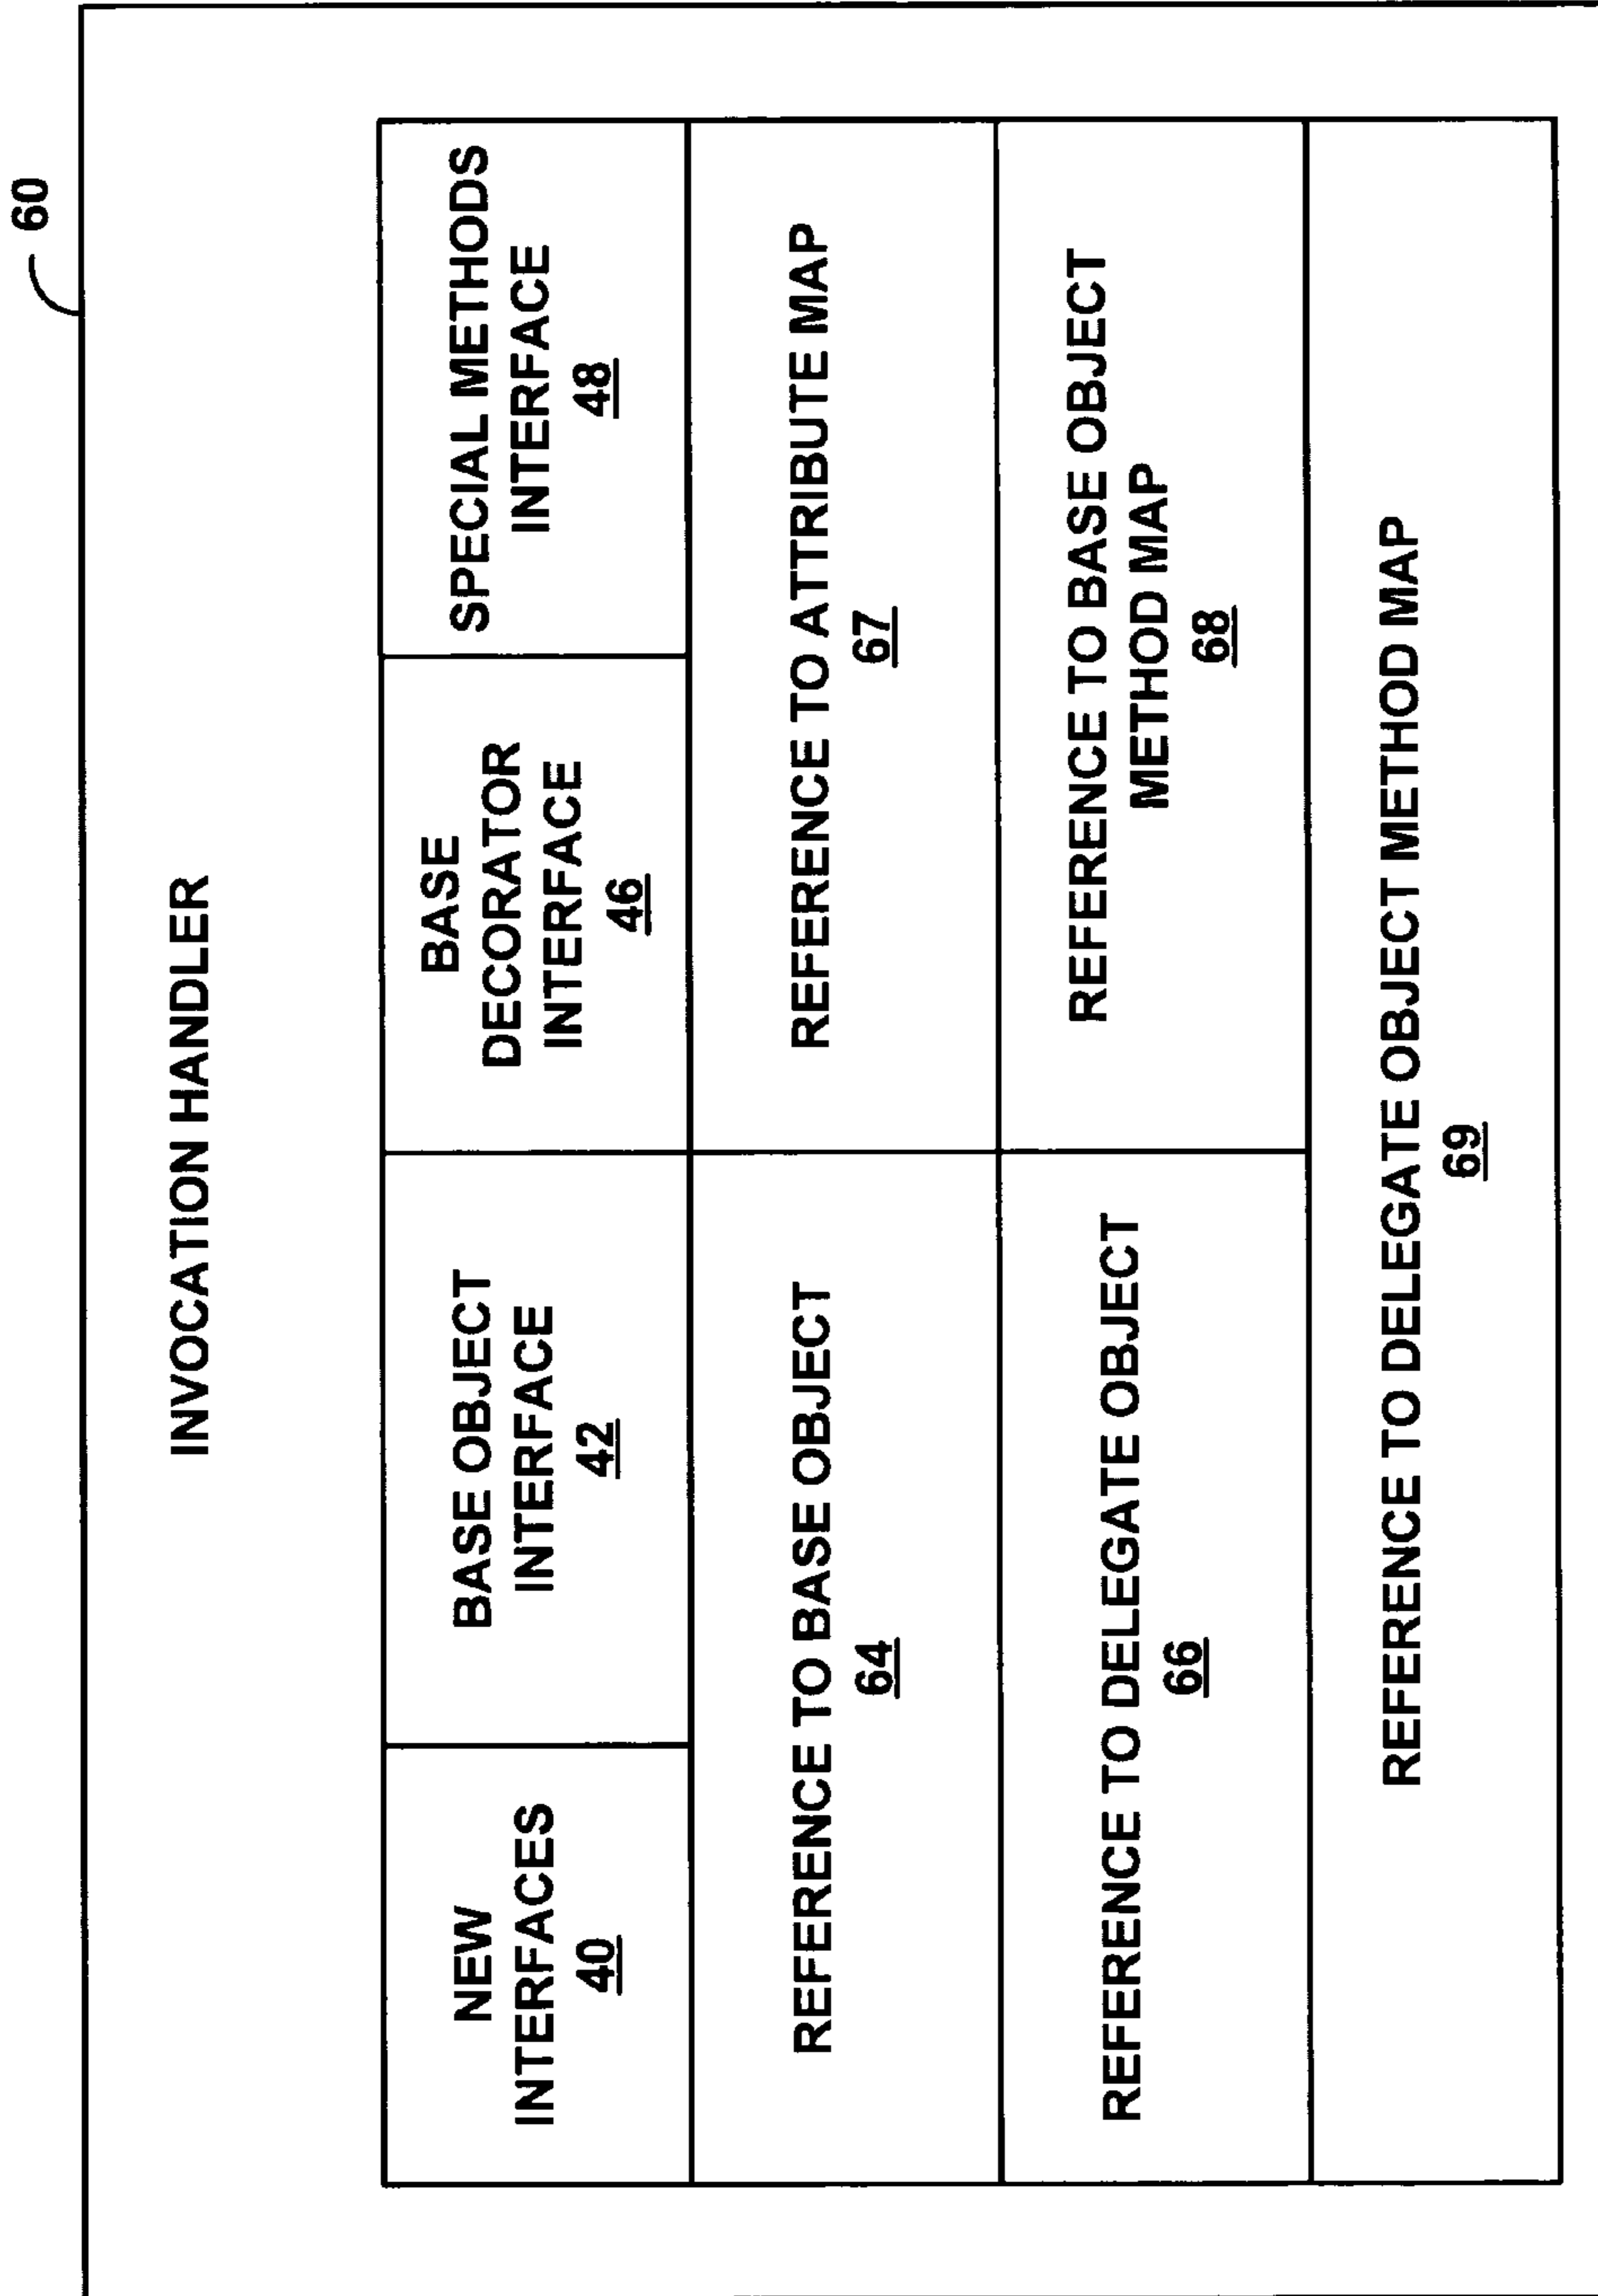 60
INVOCATION HANDLER
NEW
INTERFACES
40
BASE OBJECT
INTERFACE
42
BASE
DECORATOR
INTERFACE
46
SPECIAL METHODS
INTERFACE
48
REFERENCE TO BASE OBJECT
64
REFERENCE TO ATTRIBUTE MAP
67
REFERENCE TO DELEGATE OBJECT
66
REFERENCE TO BASE OBJECT
METHOD MAP
68
REFERENCE TO DELEGATE OBJECT METHOD MAP
69